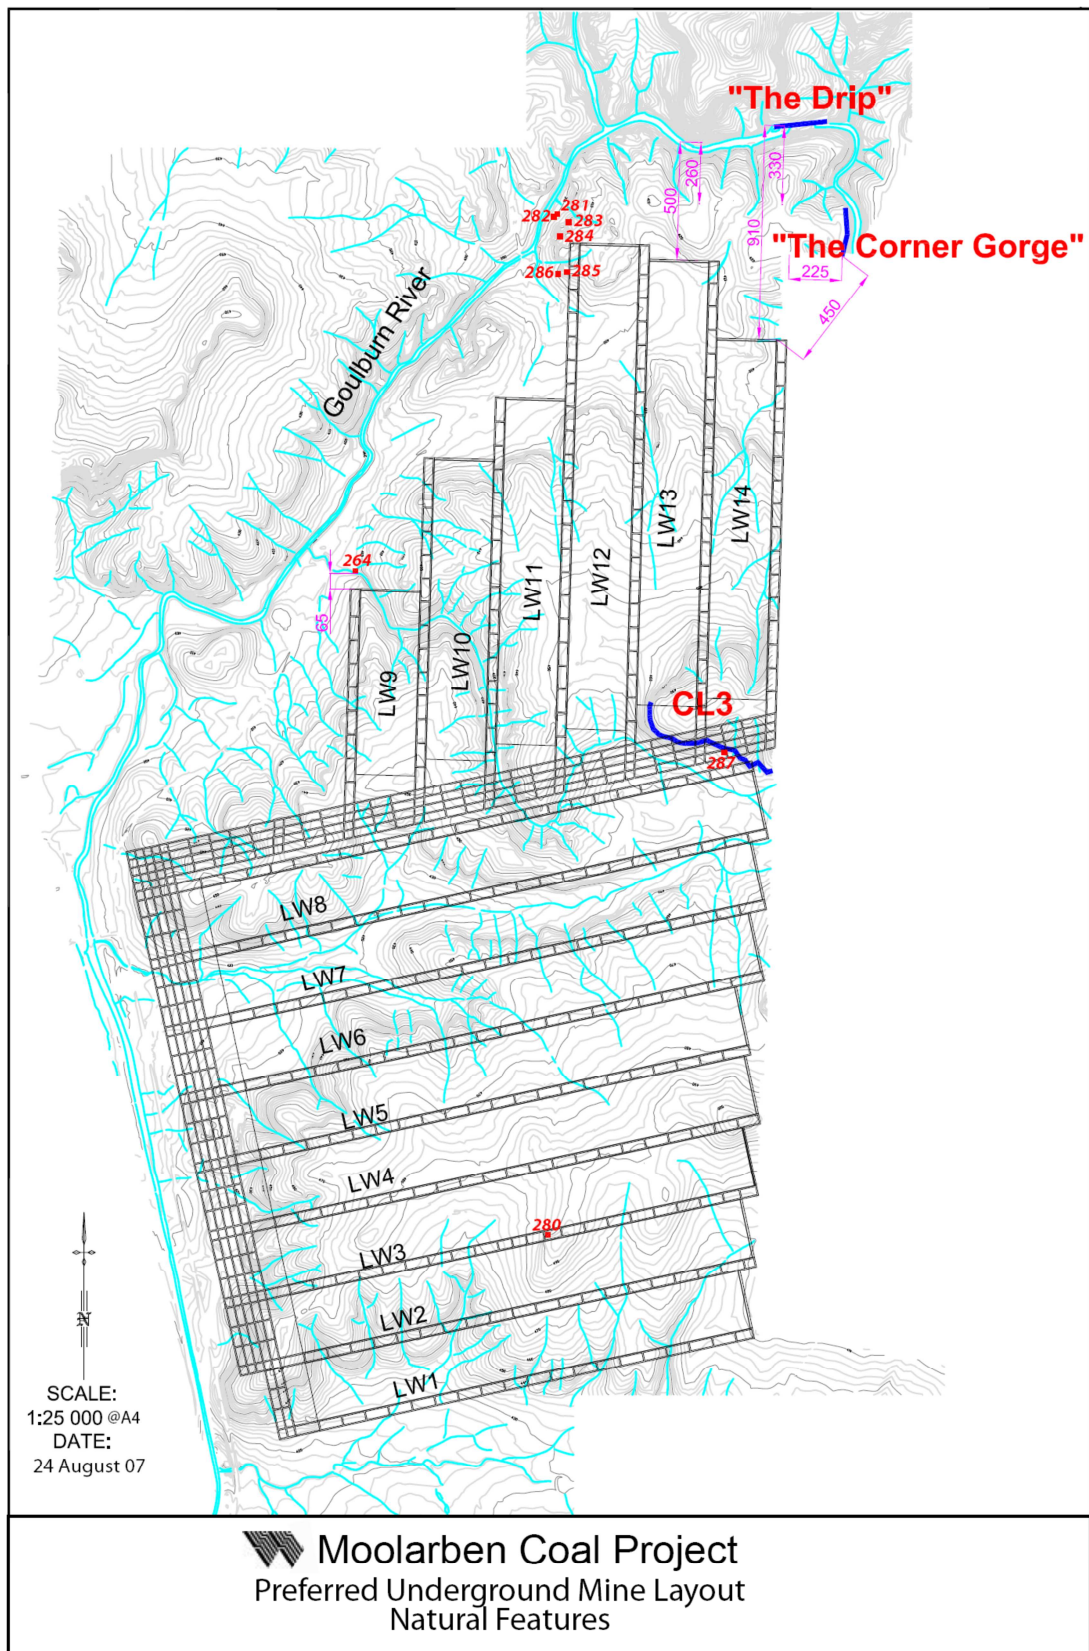 "The Drip"
260
330
500
281
282
283
284
910
"The Corner Gorge"
286
285
225
450
Goulburn River
264
65
LW14
LW13
LW12
LW11
LW10
LW9
CL3
287
LW8
LW7
LW6
LW5
LW4
280
LW3
LW2
LW1
N
SCALE:
1:25 000 @A4
DATE:
24 August 07
Moolarben Coal Project
Preferred Underground Mine Layout
Natural Features